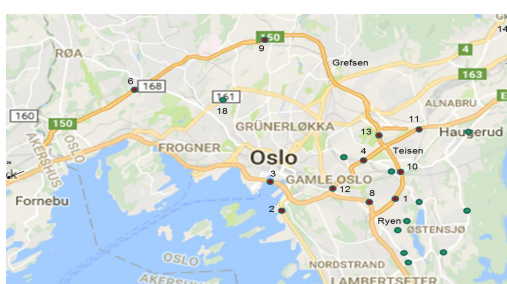 GR
14
150
9
RØA
4
Grefsen
6
168
163
161
ALNABRU
E
160
18
150
GRÜNERLØKKA
11
13
Haugerud
OSLO
AKERSHUS
FROGNER
Oslo
4
Teisen
3
GAMLE OSLO
10
12
Fornebu
2
8
1
Ryen
ØSTENSJØ
OSLO
NORDSTRAND
AKERSHUS
LAMBERTSETER